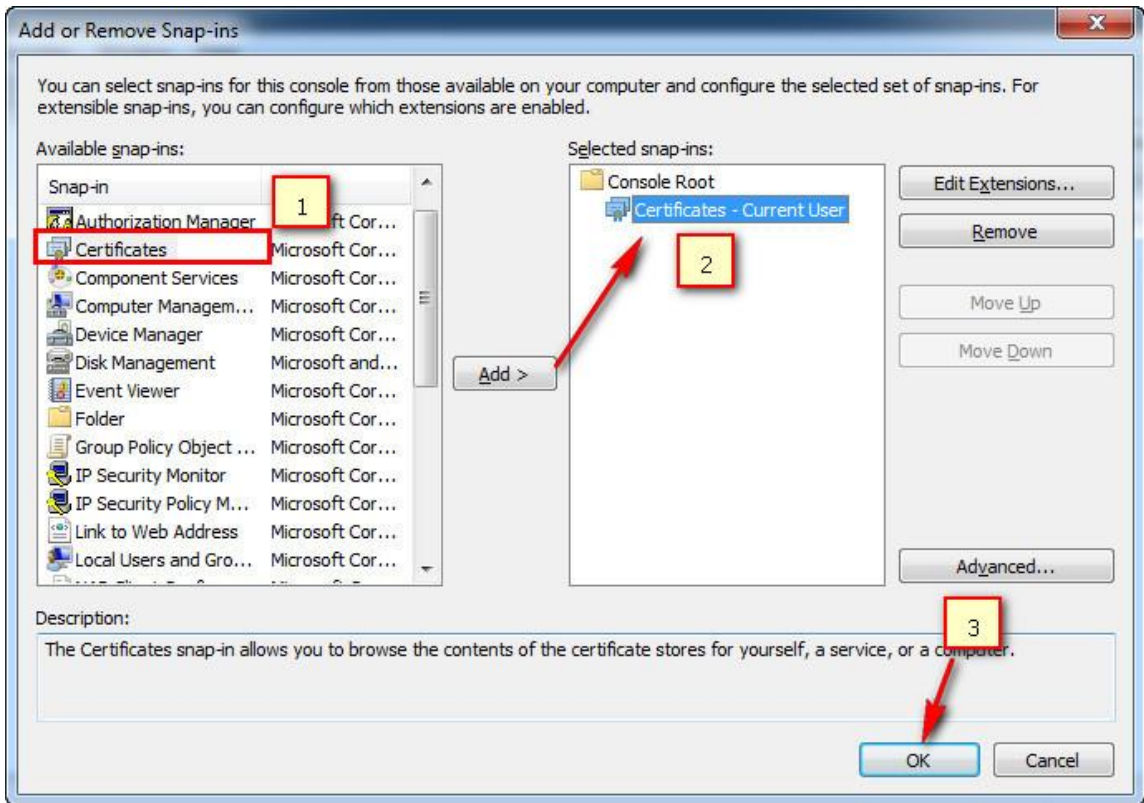 Add or Remove Snap-ins
You can select snap-ins for this console from those available on your computer and configure the selected set of snap-ins. For
extensible snap-ins, you can configure which extensions are enabled.
Available snap-ins:
Selected snap-ins:
Snap-in
1
Authorization Manager ft Cor...
Certificates Microsoft Cor...
Component Services Microsoft Cor...
Computer Managem... Microsoft Cor...
Device Manager Microsoft Cor...
Disk Management Microsoft and...
Event Viewer Microsoft Cor...
Folder Microsoft Cor...
Group Policy Object ... Microsoft Cor...
IP Security Monitor Microsoft Cor...
IP Security Policy M... Microsoft Cor...
Link to Web Address Microsoft Cor...
Local Users and Gro... Microsoft Cor...
Add >
Console Root
Certificates - Current User
2
Edit Extensions...
Remove
Move Up
Move Down
Advanced...
Description:
3
The Certificates snap-in allows you to browse the contents of the certificate stores for yourself, a service, or a computer.
OK
Cancel